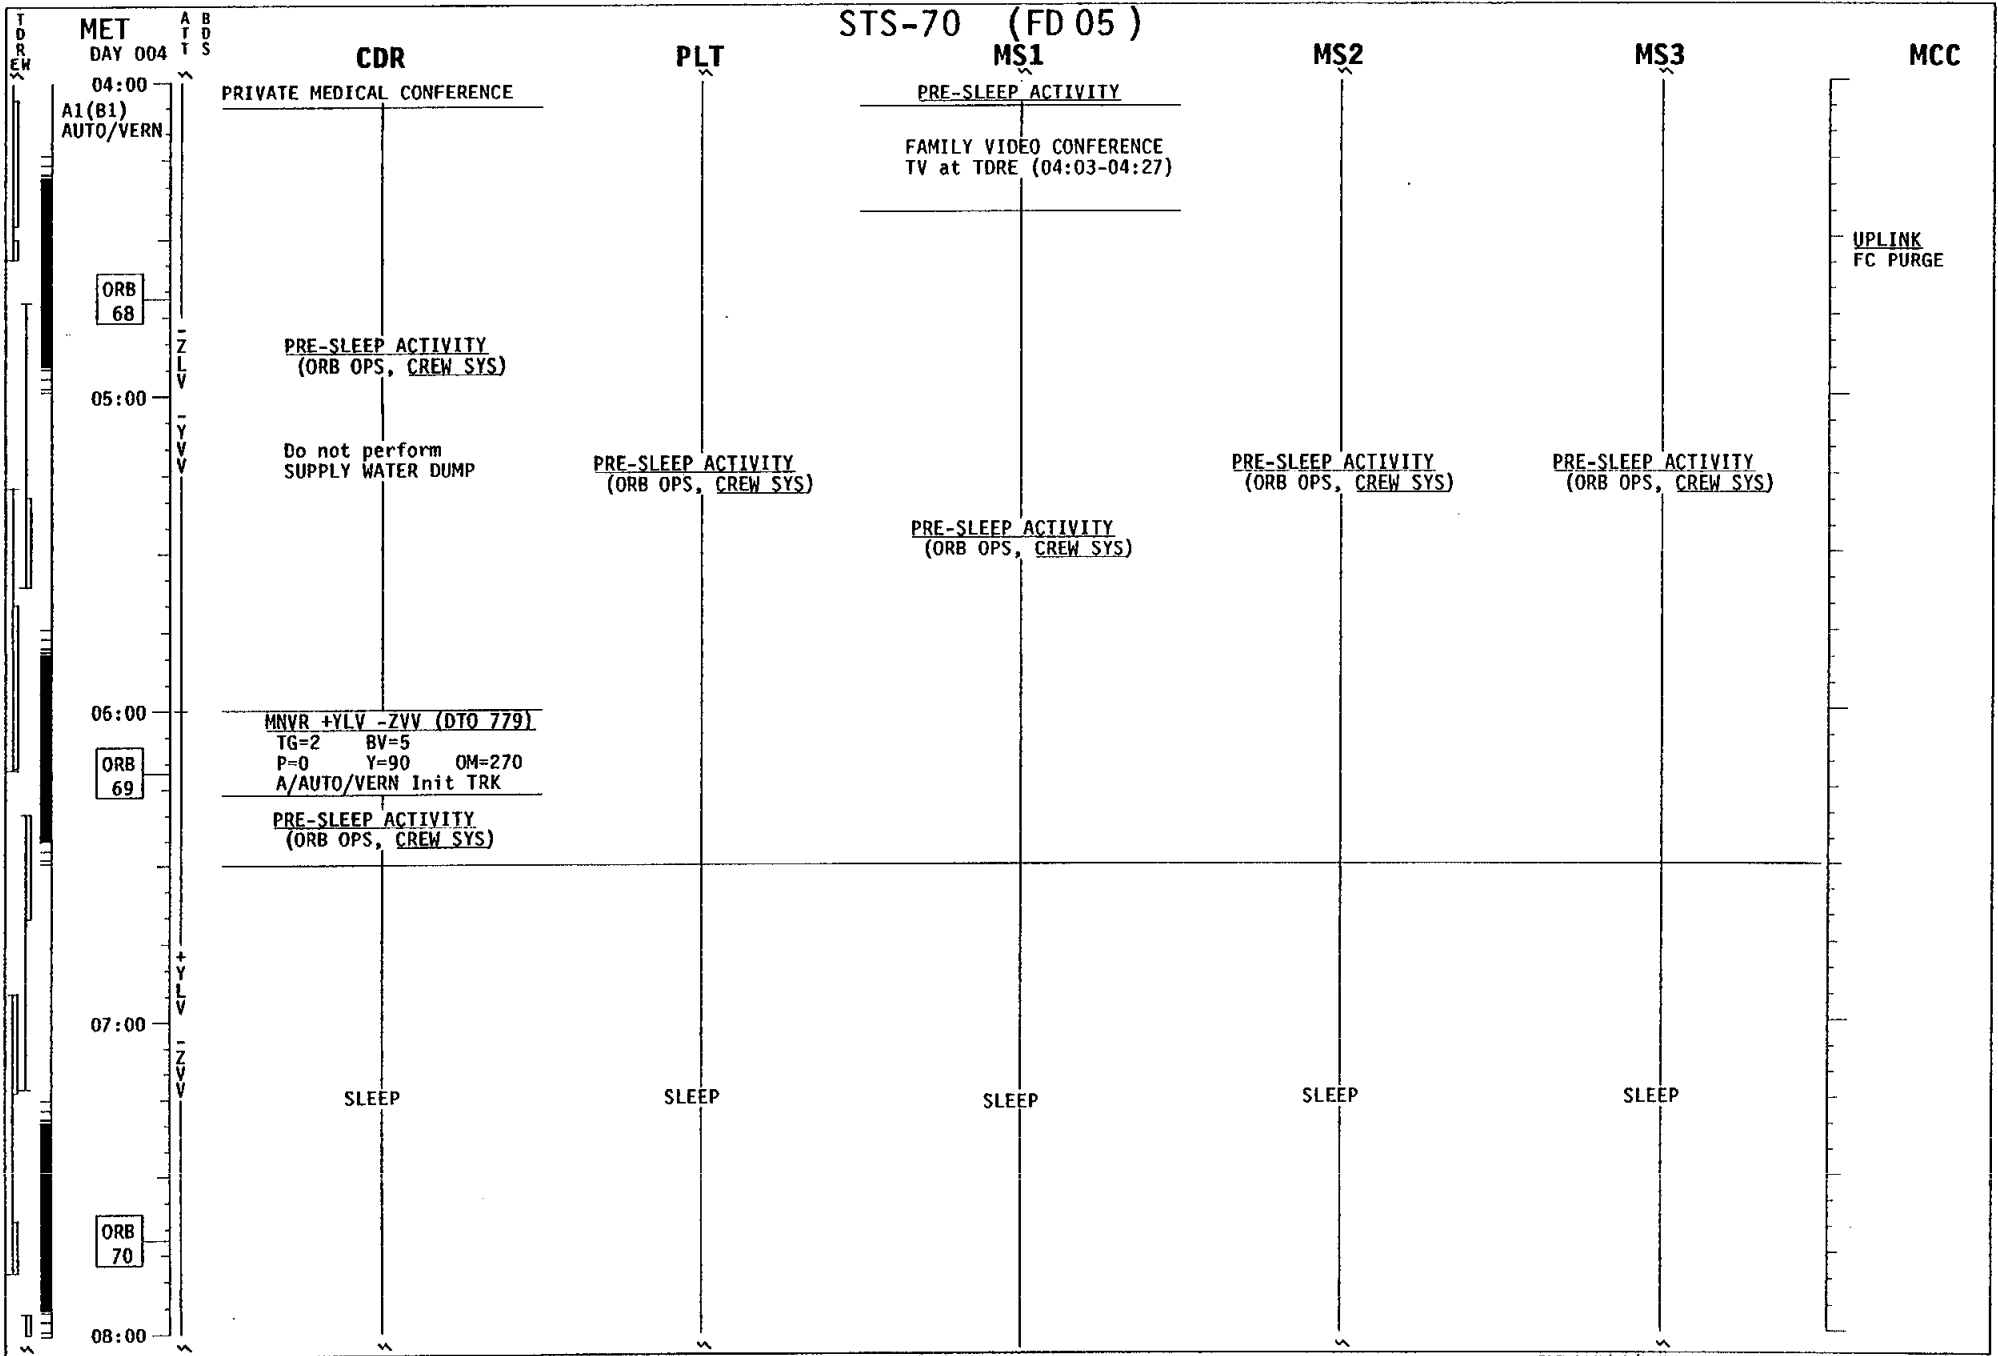 STS-70 (FD 05)
TDREW
MET
DAY 004
ATT
BDS
CDR
PLT
MS1
MS2
MS3
MCC
04:00
A1(B1)
AUTO/VERN
ORB
68
05:00
06:00
ORB
69
07:00
ORB
70
08:00
-ZLV -YVV
+YLV -ZVV
PRIVATE MEDICAL CONFERENCE
PRE-SLEEP ACTIVITY
(ORB OPS, CREW SYS)
Do not perform
SUPPLY WATER DUMP
MNVR +YLV -ZVV (DTO 779)
TG=2 BV=5
P=0 Y=90 OM=270
A/AUTO/VERN Init TRK
PRE-SLEEP ACTIVITY
(ORB OPS, CREW SYS)
SLEEP
PRE-SLEEP ACTIVITY
(ORB OPS, CREW SYS)
SLEEP
PRE-SLEEP ACTIVITY
FAMILY VIDEO CONFERENCE
TV at TDRE (04:03-04:27)
PRE-SLEEP ACTIVITY
(ORB OPS, CREW SYS)
SLEEP
PRE-SLEEP ACTIVITY
(ORB OPS, CREW SYS)
SLEEP
PRE-SLEEP ACTIVITY
(ORB OPS, CREW SYS)
SLEEP
UPLINK
FC PURGE